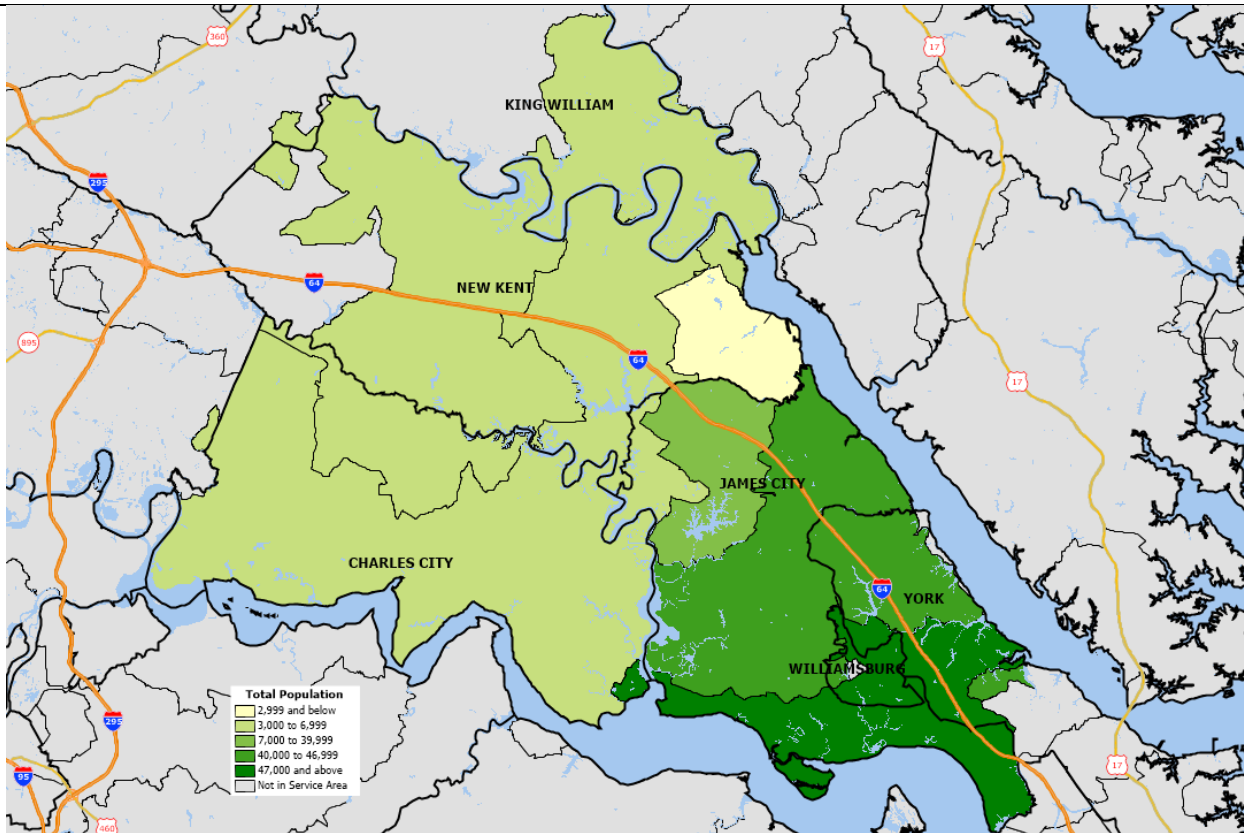 360
17
KING WILLIAM
295
64
NEW KENT
895
64
17
JAMES CITY
CHARLES CITY
64
YORK
WILLIAMSBURG
Total Population
2,999 and below
3,000 to 6,999
7,000 to 39,999
40,000 to 46,999
47,000 and above
Not in Service Area
295
17
95
460